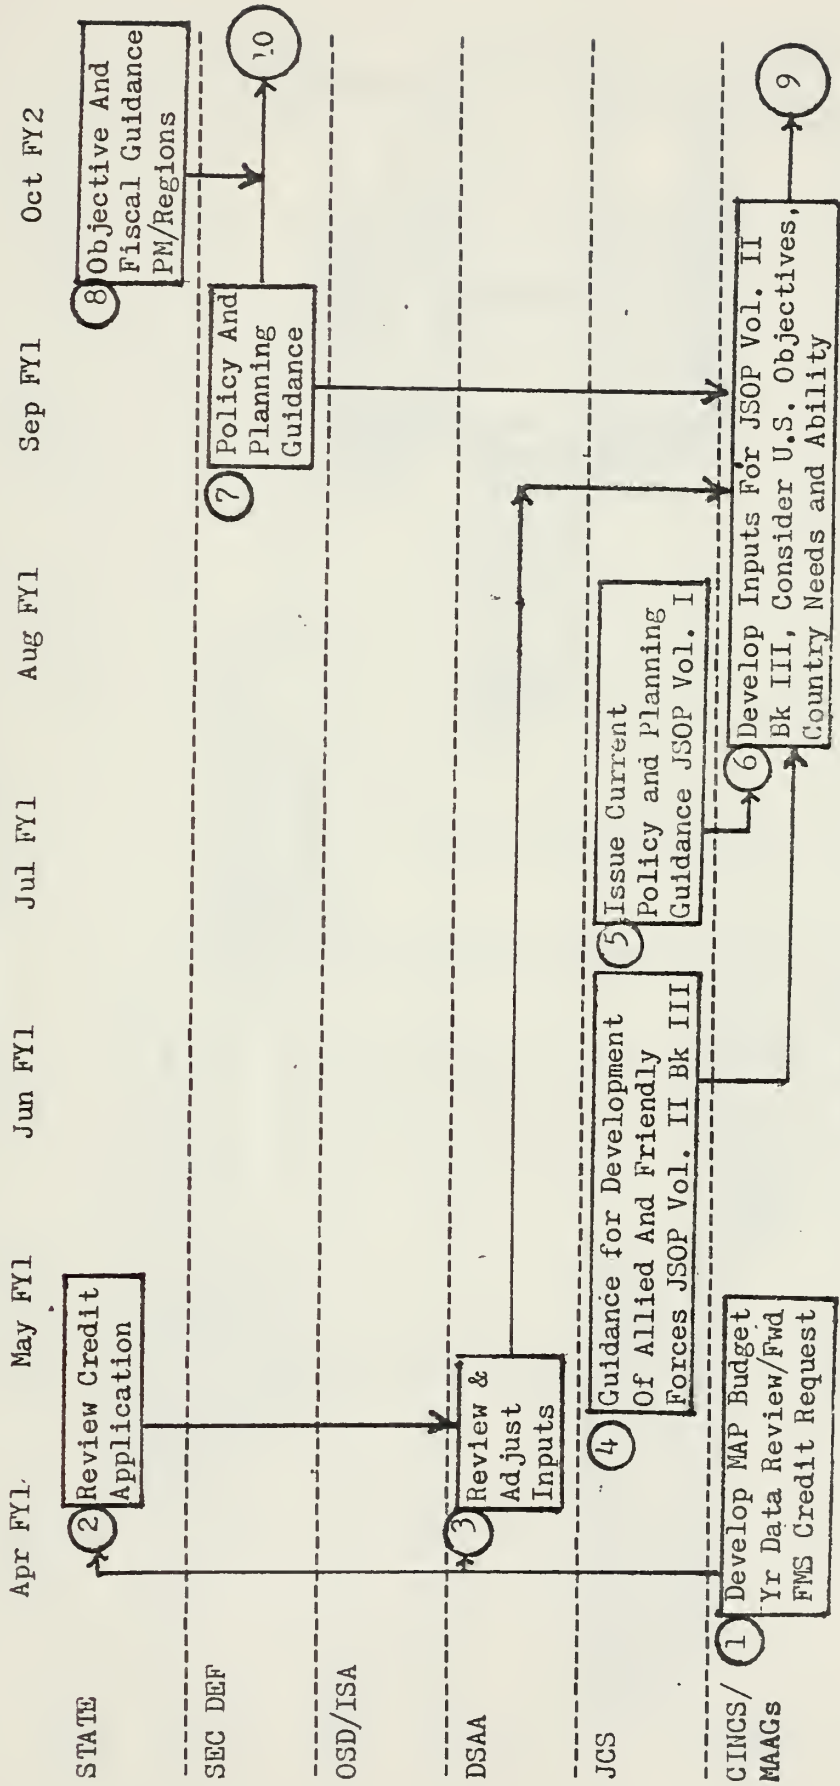 Apr FY1
May FY1
Jun FY1
Jul FY1
Aug FY1
Sep FY1
Oct FY2
STATE
2
Review Credit
Application
8
Objective And
Fiscal Guidance
PM/Regions
SEC DEF
7
Policy And
Planning
Guidance
10
OSD/ISA
DSAA
3
Review &
Adjust
Inputs
JCS
4
Guidance for Development
Of Allied And Friendly
Forces JSOP Vol. II Bk III
5
Issue Current
Policy and Planning
Guidance JSOP Vol. I
CINCS/
MAAGs
1
Develop MAP Budget
Yr Data Review/Fwd
FMS Credit Request
6
Develop Inputs For JSOP Vol. II
Bk III, Consider U.S. Objectives,
Country Needs and Ability
9